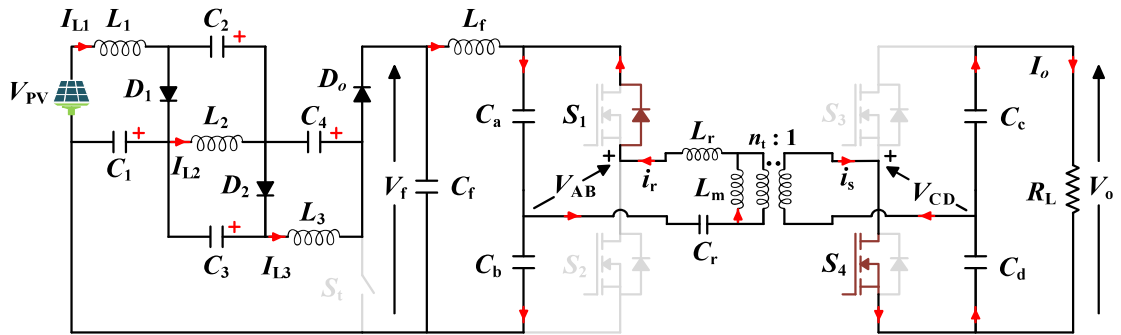 I_L1 L_1 C_2 +
V_PV
D_1
C_1 + I_L2 L_2
D_2
C_4 +
C_3 + I_L3 L_3
D_o
S_t
V_f
C_f
L_f
C_a
C_b
S_1
S_2
+
V_AB
i_r
L_r
L_m
C_r
n_t : 1
i_s
+
V_CD
S_3
S_4
C_c
C_d
I_o
R_L
V_o